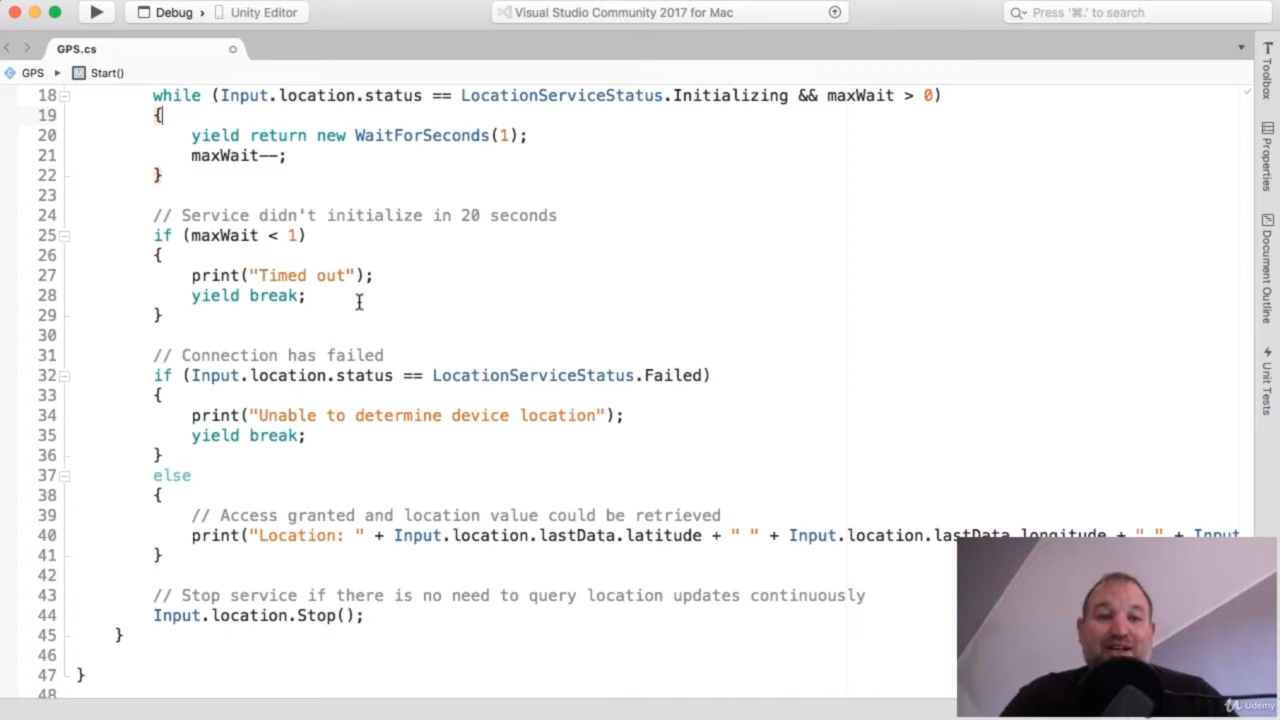 Debug › Unity Editor
Visual Studio Community 2017 for Mac
Press '⌘.' to search
GPS.cs
GPS ▸ Start()
18 while (Input.location.status == LocationServiceStatus.Initializing && maxWait > 0)
19 {
20 yield return new WaitForSeconds(1);
21 maxWait--;
22 }
23
24 // Service didn't initialize in 20 seconds
25 if (maxWait < 1)
26 {
27 print("Timed out");
28 yield break;
29 }
30
31 // Connection has failed
32 if (Input.location.status == LocationServiceStatus.Failed)
33 {
34 print("Unable to determine device location");
35 yield break;
36 }
37 else
38 {
39 // Access granted and location value could be retrieved
40 print("Location: " + Input.location.lastData.latitude + " " + Input.location.lastData.longitude + " " + Input
41 }
42
43 // Stop service if there is no need to query location updates continuously
44 Input.location.Stop();
45 }
46
47 }
48
Toolbox
Properties
Document Outline
Unit Tests
Udemy